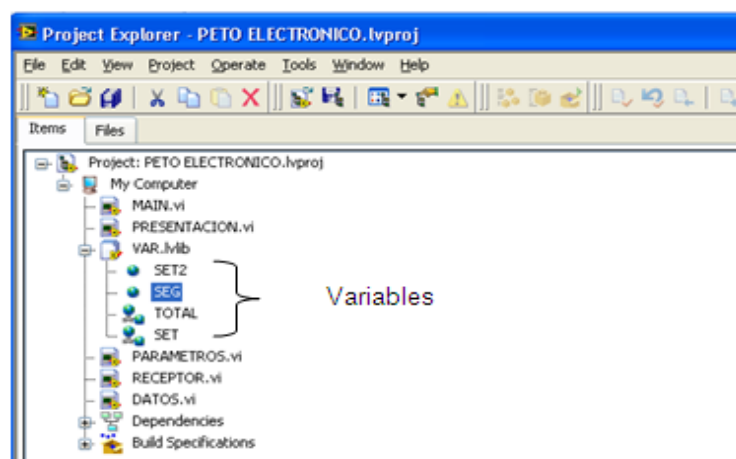 Project Explorer - PETO ELECTRONICO.lvproj
File Edit View Project Operate Tools Window Help
Items Files
Project: PETO ELECTRONICO.lvproj
My Computer
MAIN.vi
PRESENTACION.vi
VAR.lvlib
SET2
SEG
TOTAL
SET
Variables
PARAMETROS.vi
RECEPTOR.vi
DATOS.vi
Dependencies
Build Specifications